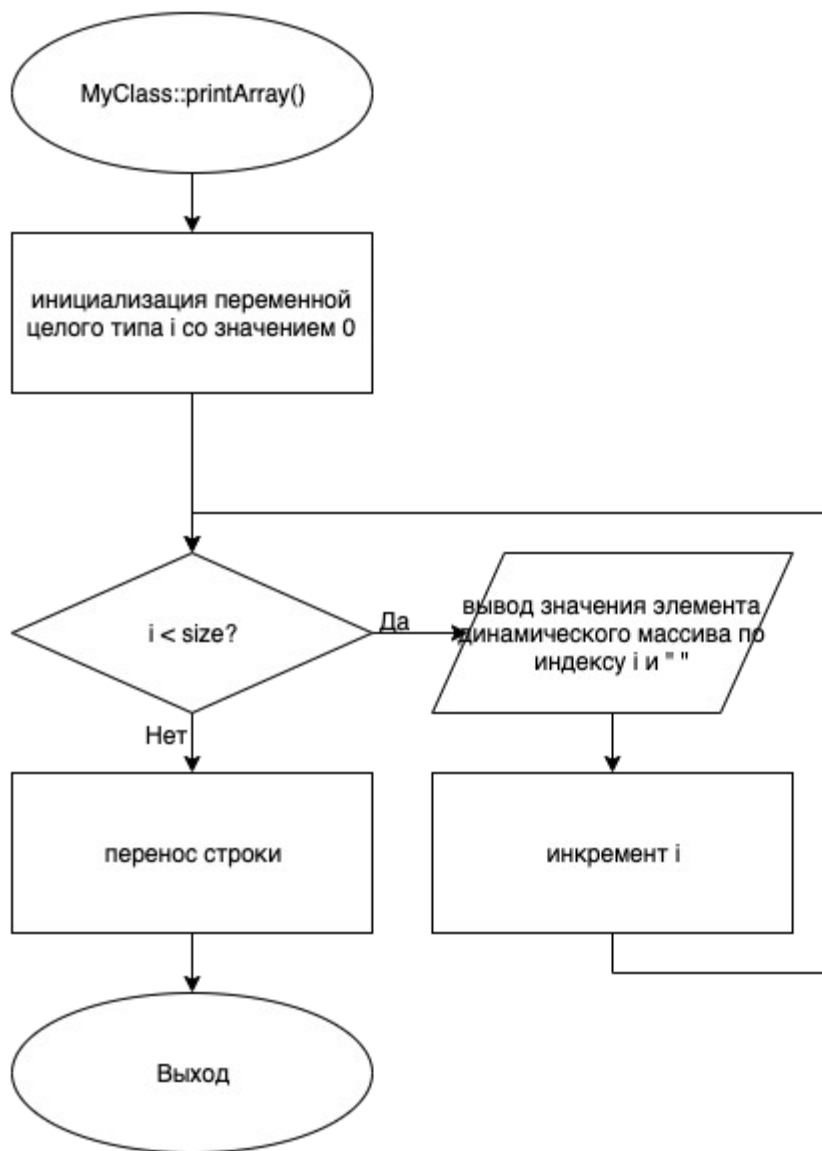 MyClass::printArray()
инициализация переменной
целого типа i со значением 0
i < size?
Да
вывод значения элемента
динамического массива по
индексу i и " "
Нет
перенос строки
инкремент i
Выход